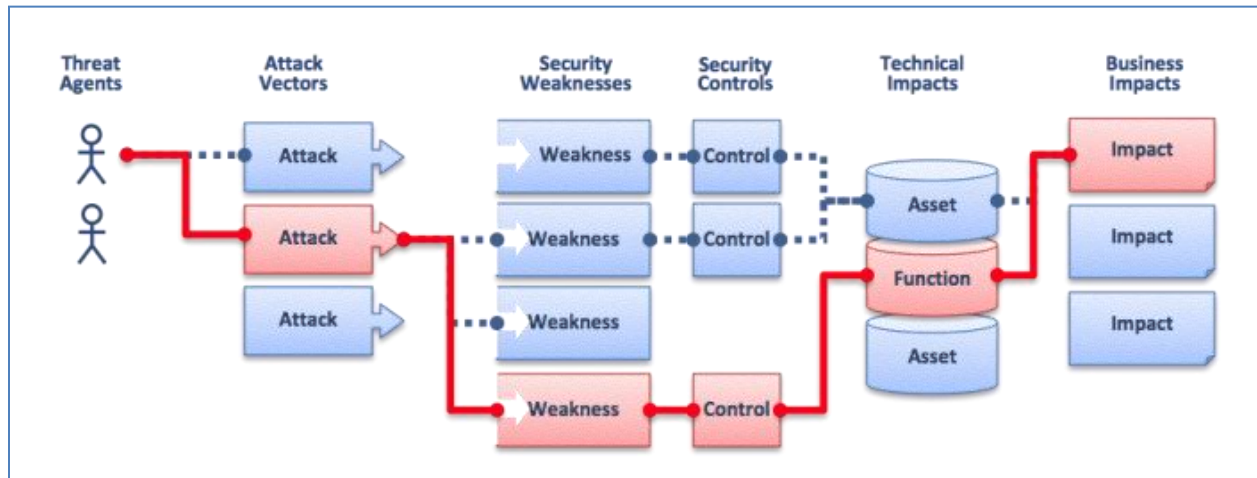 Threat
Agents
Attack
Vectors
Security
Weaknesses
Security
Controls
Technical
Impacts
Business
Impacts
Attack
Weakness
Control
Impact
Asset
Attack
Weakness
Control
Impact
Function
Attack
Weakness
Impact
Asset
Weakness
Control